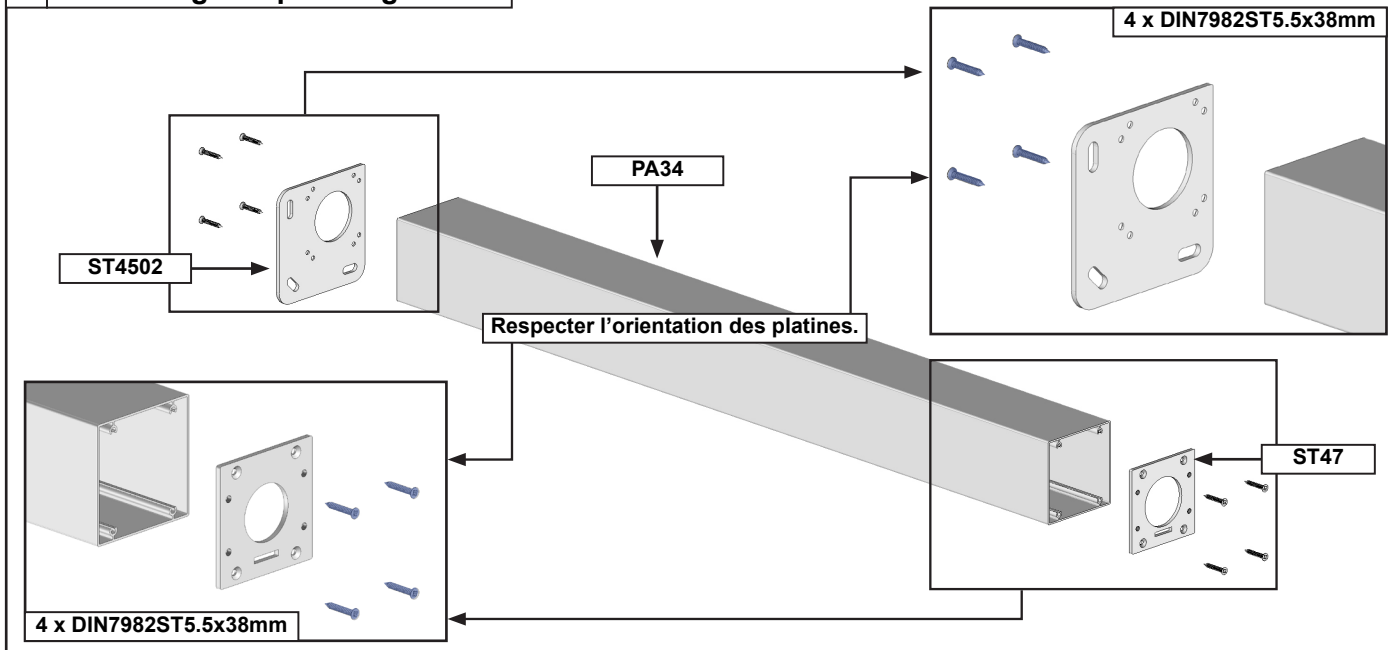 4 x DIN7982ST5.5x38mm
PA34
ST4502
Respecter l'orientation des platines.
ST47
4 x DIN7982ST5.5x38mm